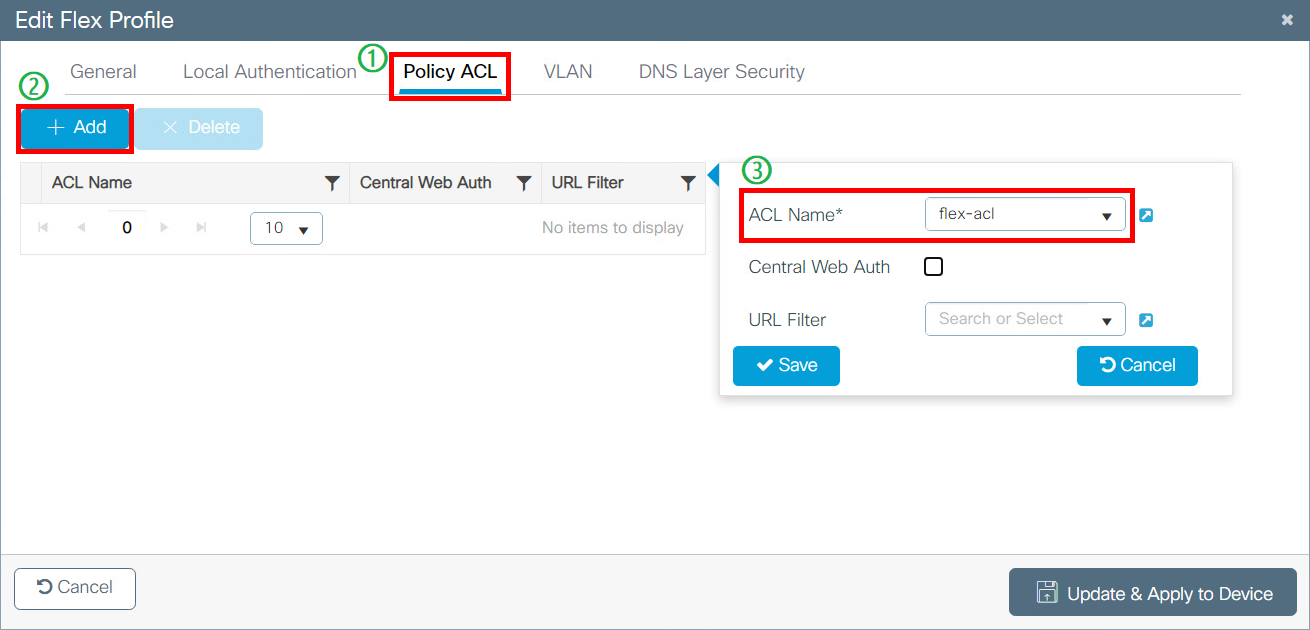 Edit Flex Profile
General Local Authentication ① Policy ACL VLAN DNS Layer Security
②
+ Add × Delete
ACL Name Central Web Auth URL Filter
0 10 No items to display
③
ACL Name* flex-acl
Central Web Auth
URL Filter Search or Select
Save Cancel
Cancel Update & Apply to Device